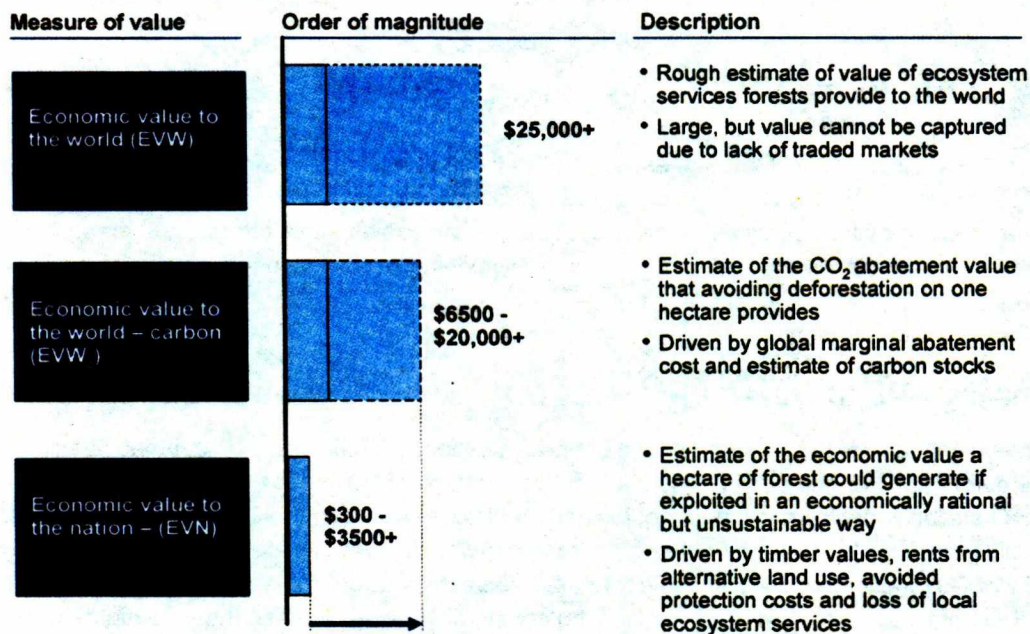 Measure of value
Order of magnitude
Description
Economic value to
the world (EVW)
$25,000+
• Rough estimate of value of ecosystem
services forests provide to the world
• Large, but value cannot be captured
due to lack of traded markets
Economic value to
the world – carbon
(EVW )
$6500 -
$20,000+
• Estimate of the CO₂ abatement value
that avoiding deforestation on one
hectare provides
• Driven by global marginal abatement
cost and estimate of carbon stocks
Economic value to
the nation – (EVN)
$300 -
$3500+
• Estimate of the economic value a
hectare of forest could generate if
exploited in an economically rational
but unsustainable way
• Driven by timber values, rents from
alternative land use, avoided
protection costs and loss of local
ecosystem services